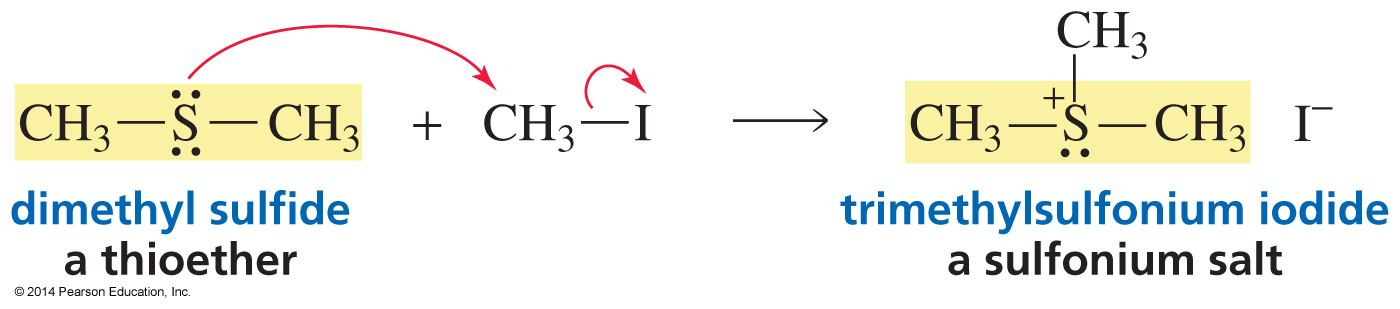 CH₃
CH₃—S̈—CH₃ + CH₃—I ⟶ CH₃—S⁺—CH₃ I⁻
dimethyl sulfide trimethylsulfonium iodide
a thioether a sulfonium salt
© 2014 Pearson Education, Inc.